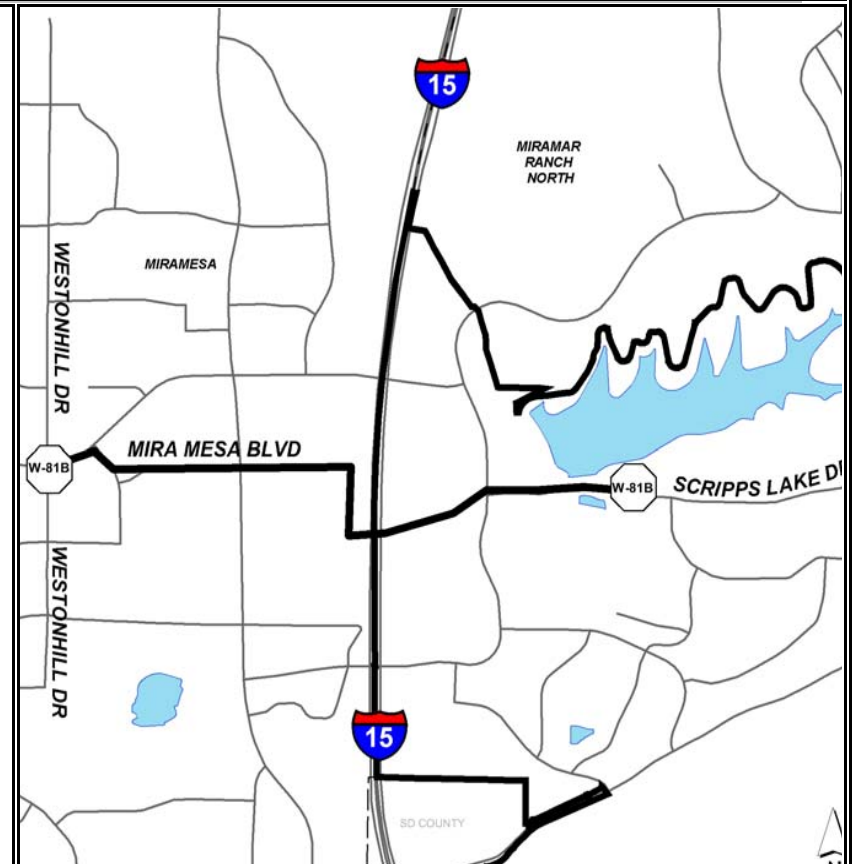 15
MIRAMAR
RANCH
NORTH
WESTONHILL DR
MIRAMESA
MIRA MESA BLVD
W-81B
W-81B
SCRIPPS LAKE D
WESTONHILL DR
15
SD COUNTY